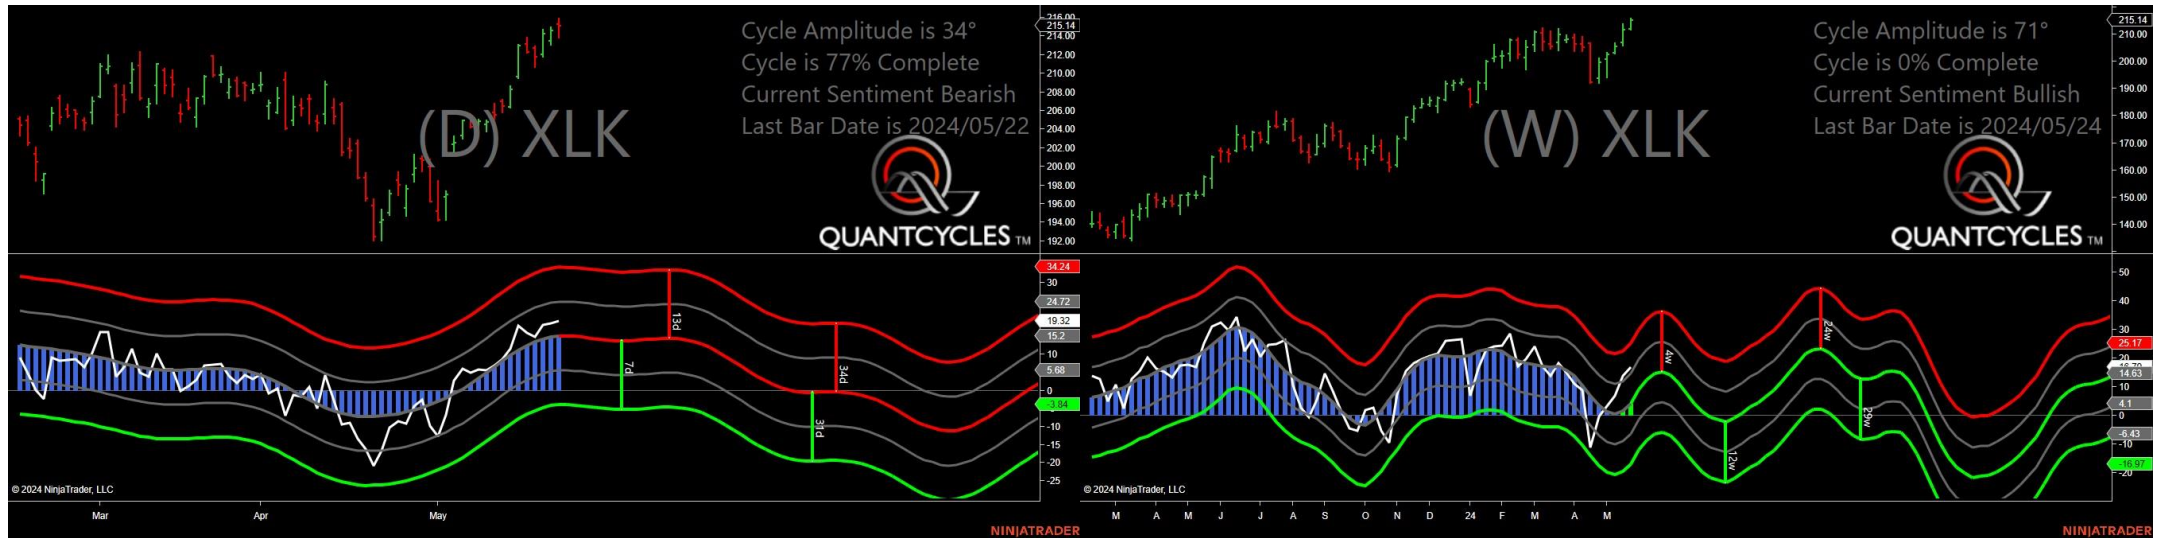 Cycle Amplitude is 34°
Cycle is 77% Complete
Current Sentiment Bearish
Last Bar Date is 2024/05/22
(D) XLK
QUANTCYCLES TM
216.00
215.14
214.00
212.00
210.00
208.00
206.00
204.00
202.00
200.00
198.00
196.00
194.00
192.00
34.24
30
24.72
19.32
15.2
10
5.68
0
-3.84
-10
-15
-20
-25
13d
7d
34d
31d
© 2024 NinjaTrader, LLC
Mar Apr May
NINJATRADER
Cycle Amplitude is 71°
Cycle is 0% Complete
Current Sentiment Bullish
Last Bar Date is 2024/05/24
(W) XLK
QUANTCYCLES TM
215.14
210.00
200.00
190.00
180.00
170.00
160.00
150.00
140.00
50
40
30
25.17
20
14.63
10
4.1
0
-6.43
-10
-16.97
-20
4w
24w
12w
29w
© 2024 NinjaTrader, LLC
M A M J J A S O N D 24 F M A M
NINJATRADER